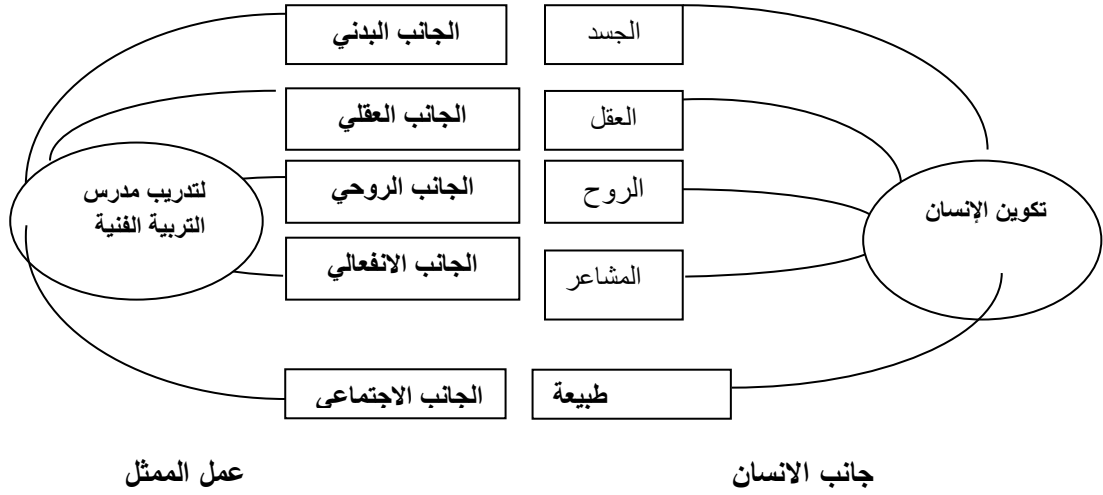 الجسد
الجانب البدني
العقل
الجانب العقلي
الروح
الجانب الروحي
تكوين الإنسان
لتدريب مدرس
التربية الفنية
المشاعر
الجانب الانفعالي
طبيعة
الجانب الاجتماعي
جانب الانسان
عمل الممثل